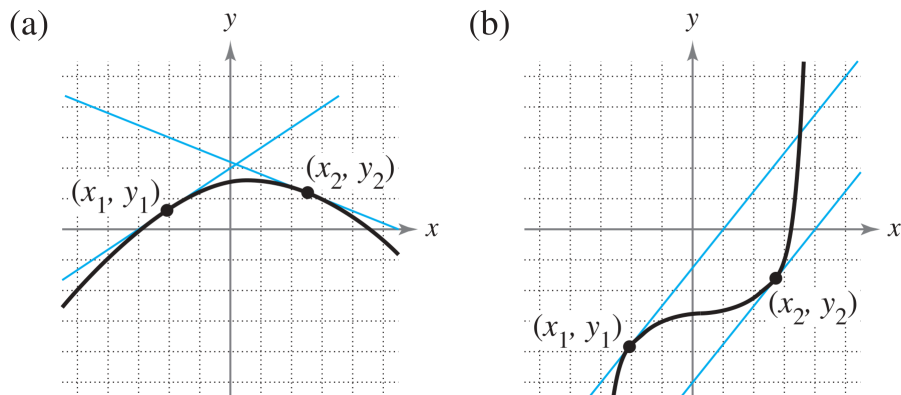 (a)
y
(x₁, y₁)
(x₂, y₂)
x
(b)
y
x
(x₁, y₁)
(x₂, y₂)